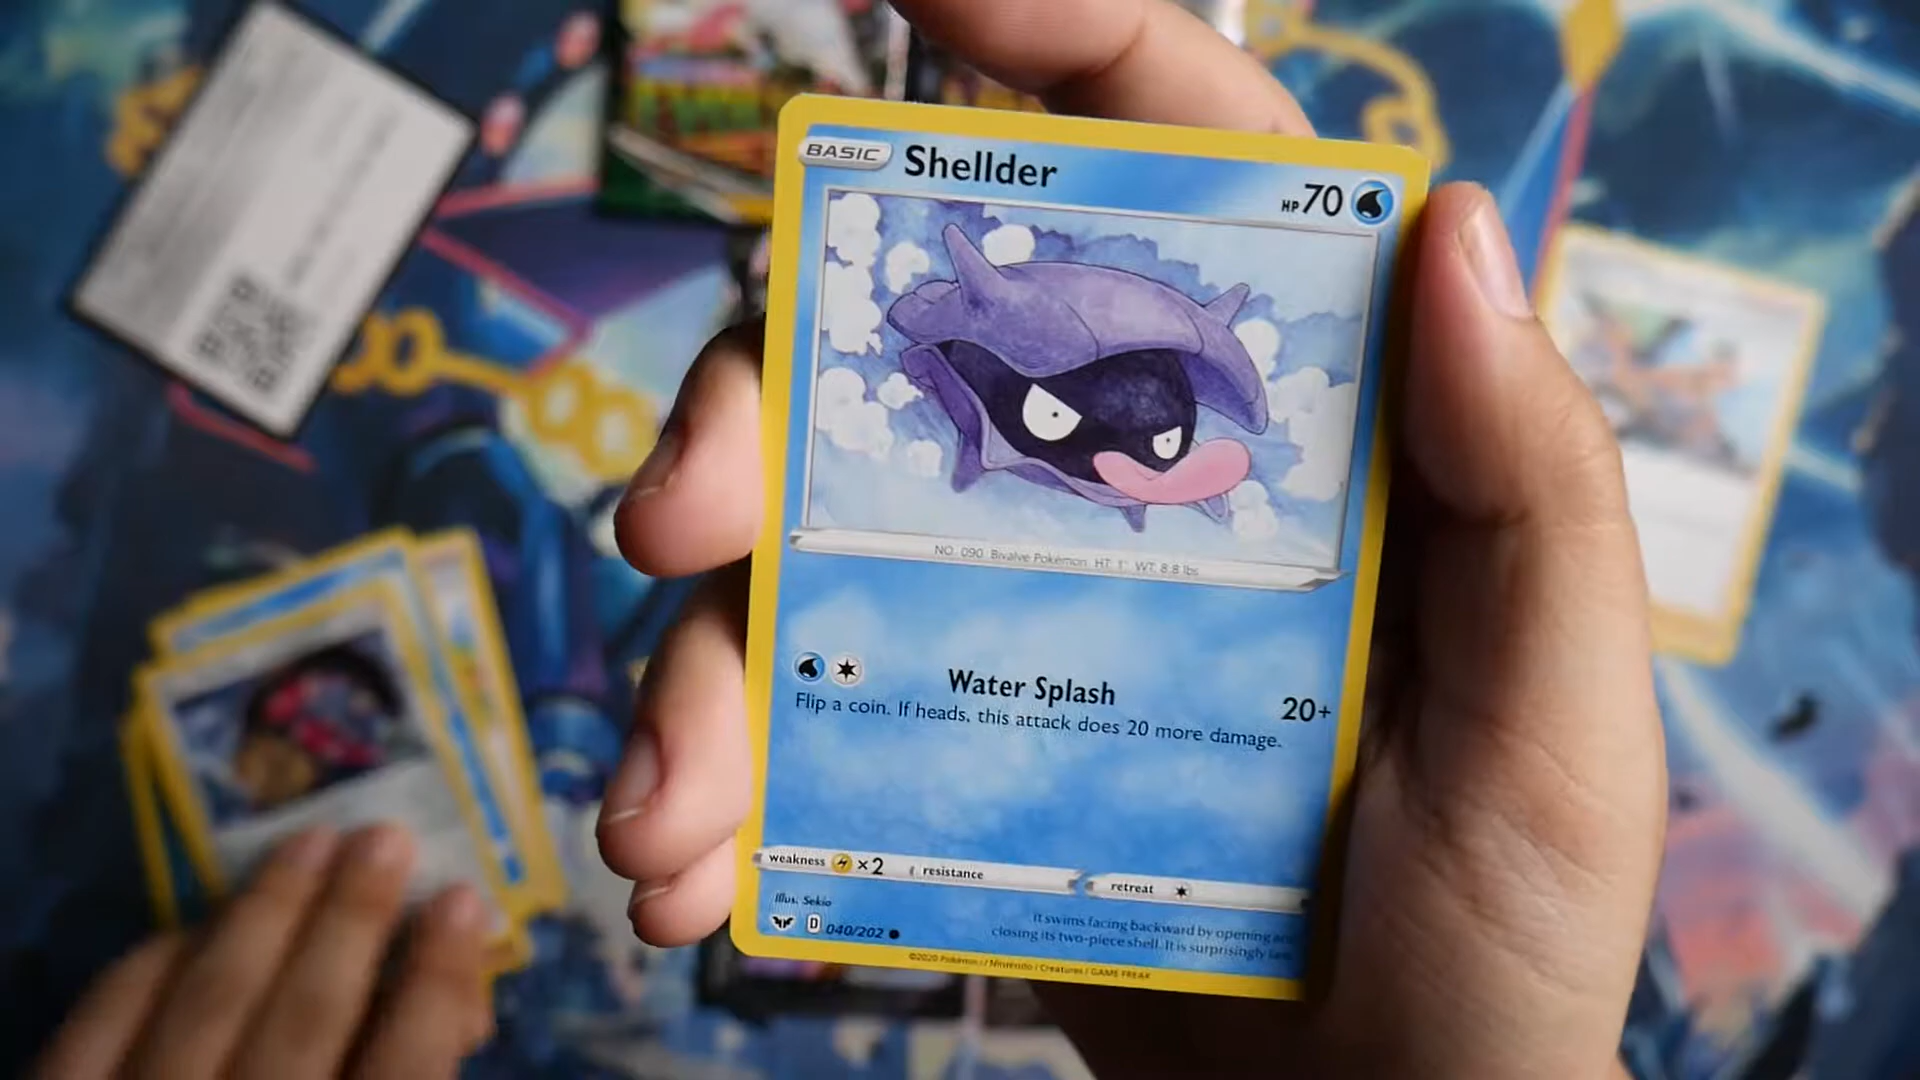 BASIC Shellder
HP 70
NO. 090 Bivalve Pokémon HT: 1' WT: 8.8 lbs
Water Splash 20+
Flip a coin. If heads, this attack does 20 more damage.
weakness ×2 resistance retreat
Illus. Sekio
D 040/202
It swims facing backward by opening
closing its two-piece shell. It is surprisingly
©2020 Pokémon / Nintendo / Creatures / GAME FREAK